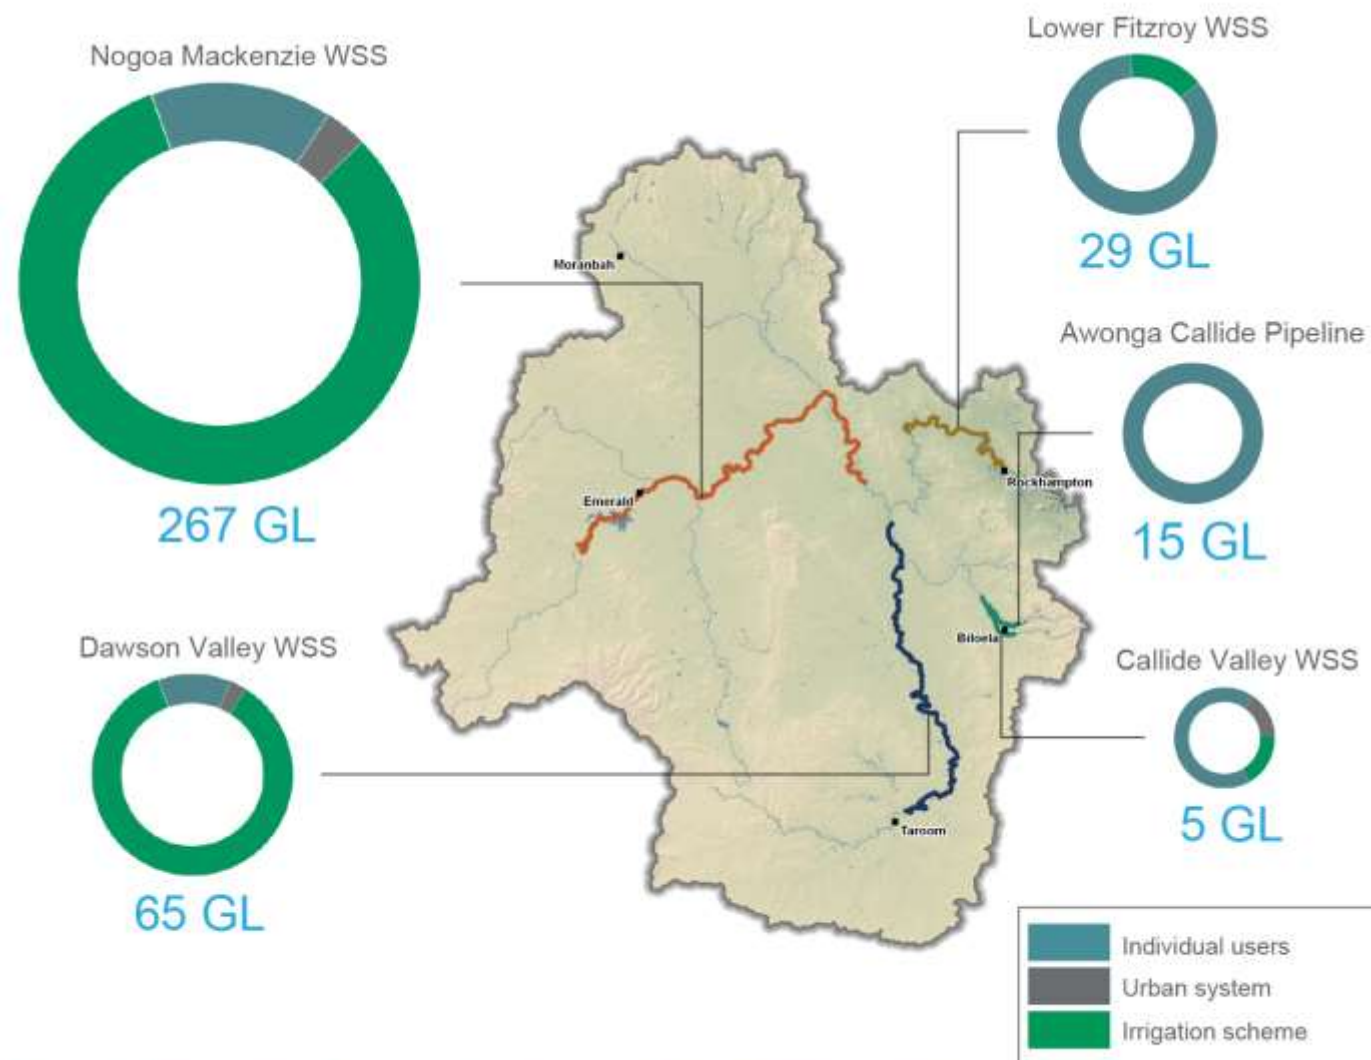 Nogoa Mackenzie WSS
267 GL
Lower Fitzroy WSS
29 GL
Awonga Callide Pipeline
15 GL
Moranbah
Emerald
Rockhampton
Biloela
Taroom
Dawson Valley WSS
65 GL
Callide Valley WSS
5 GL
Individual users
Urban system
Irrigation scheme